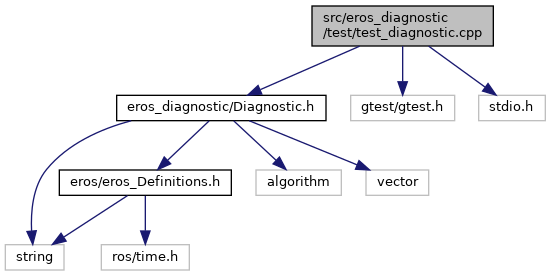 src/eros_diagnostic
/test/test_diagnostic.cpp
eros_diagnostic/Diagnostic.h
gtest/gtest.h
stdio.h
eros/eros_Definitions.h
algorithm
vector
string
ros/time.h